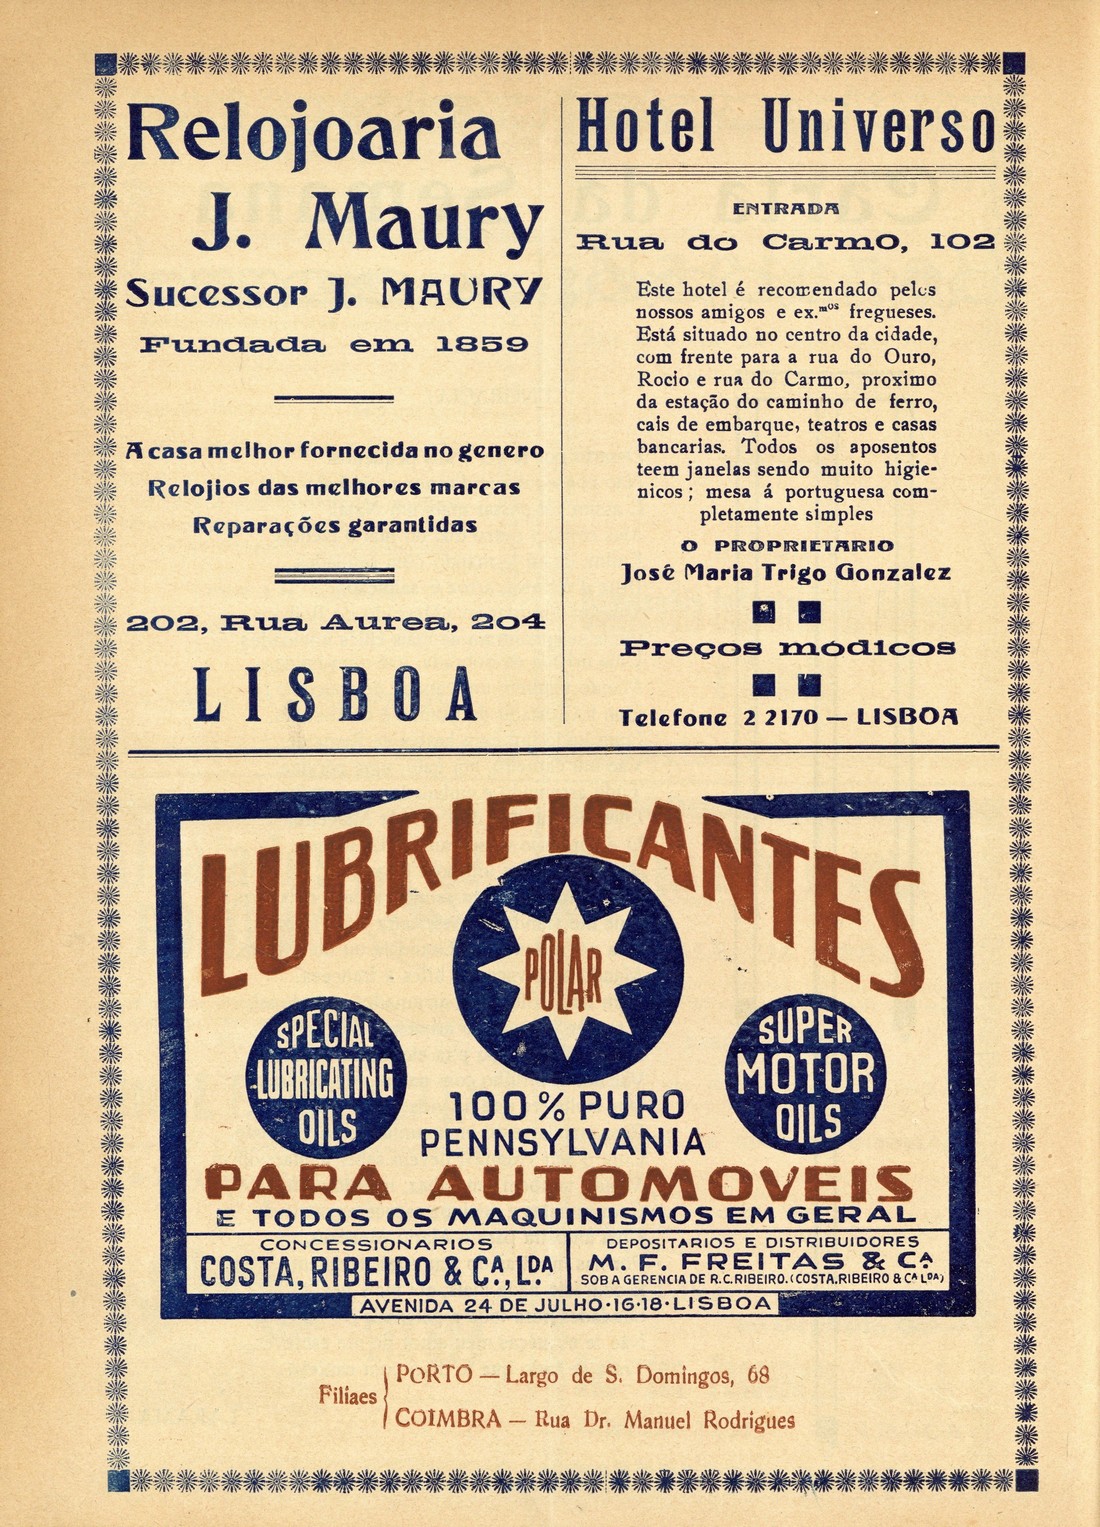 Relojoaria
J. Maury
Sucessor J. MAURY
Fundada em 1859
A casa melhor fornecida no genero
Relojios das melhores marcas
Reparações garantidas
202, Rua Aurea, 204
LISBOA
Hotel Universo
ENTRADA
Rua do Carmo, 102
Este hotel é recomendado pelos
nossos amigos e ex.mos fregueses.
Está situado no centro da cidade,
com frente para a rua do Ouro,
Rocio e rua do Carmo, proximo
da estação do caminho de ferro,
cais de embarque, teatros e casas
bancarias. Todos os aposentos
teem janelas sendo muito higie-
nicos; mesa á portuguesa com-
pletamente simples
O PROPRIETARIO
José Maria Trigo Gonzalez
Preços módicos
Telefone 2 2170 — LISBOA
LUBRIFICANTES
POLAR
SPECIAL
LUBRICATING
OILS
SUPER
MOTOR
OILS
100% PURO
PENNSYLVANIA
PARA AUTOMOVEIS
E TODOS OS MAQUINISMOS EM GERAL
CONCESSIONARIOS
COSTA, RIBEIRO & CA., LDA.
DEPOSITARIOS E DISTRIBUIDORES
M. F. FREITAS & CA.
SOB A GERENCIA DE R.C.RIBEIRO.(COSTA,RIBEIRO & CA LDA)
AVENIDA 24 DE JULHO·16·18·LISBOA
Filiaes
PORTO — Largo de S. Domingos, 68
COIMBRA — Rua Dr. Manuel Rodrigues